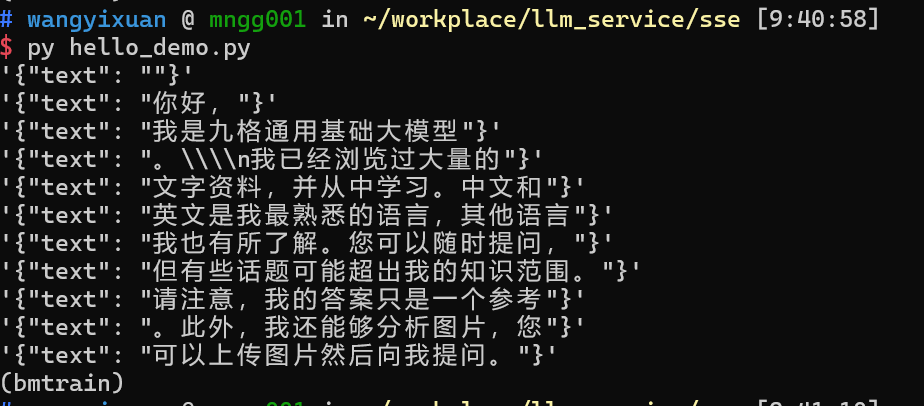 # wangyixuan @ mngg001 in ~/workplace/llm_service/sse [9:40:58]
$ py hello_demo.py
'{"text": ""}'
'{"text": "你好，"}'
'{"text": "我是九格通用基础大模型"}'
'{"text": "。\\\\n我已经浏览过大量的"}'
'{"text": "文字资料，并从中学习。中文和"}'
'{"text": "英文是我最熟悉的语言，其他语言"}'
'{"text": "我也有所了解。您可以随时提问，"}'
'{"text": "但有些话题可能超出我的知识范围。"}'
'{"text": "请注意，我的答案只是一个参考"}'
'{"text": "。此外，我还能够分析图片，您"}'
'{"text": "可以上传图片然后向我提问。"}'
(bmtrain)